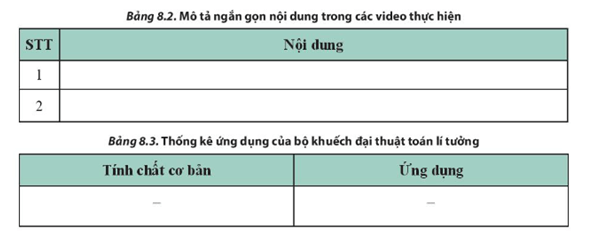 Bảng 8.2. Mô tả ngắn gọn nội dung trong các video thực hiện
STT Nội dung
1
2
Bảng 8.3. Thống kê ứng dụng của bộ khuếch đại thuật toán lí tưởng
Tính chất cơ bản Ứng dụng
– –